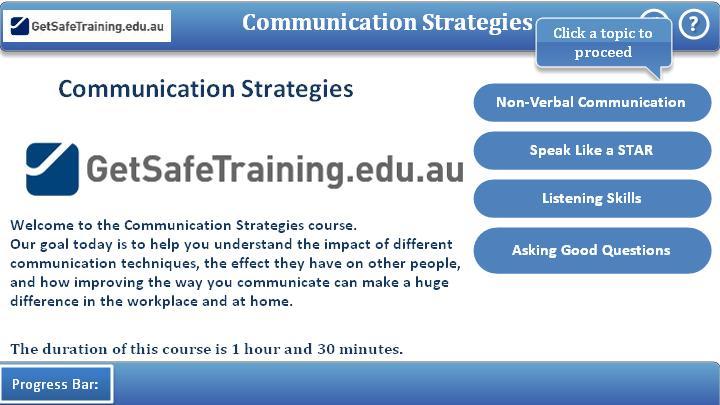 GetSafeTraining.edu.au
Communication Strategies
?
Click a topic to
proceed
Communication Strategies
GetSafeTraining.edu.au
Non-Verbal Communication
Speak Like a STAR
Listening Skills
Asking Good Questions
Welcome to the Communication Strategies course.
Our goal today is to help you understand the impact of different
communication techniques, the effect they have on other people,
and how improving the way you communicate can make a huge
difference in the workplace and at home.
The duration of this course is 1 hour and 30 minutes.
Progress Bar: